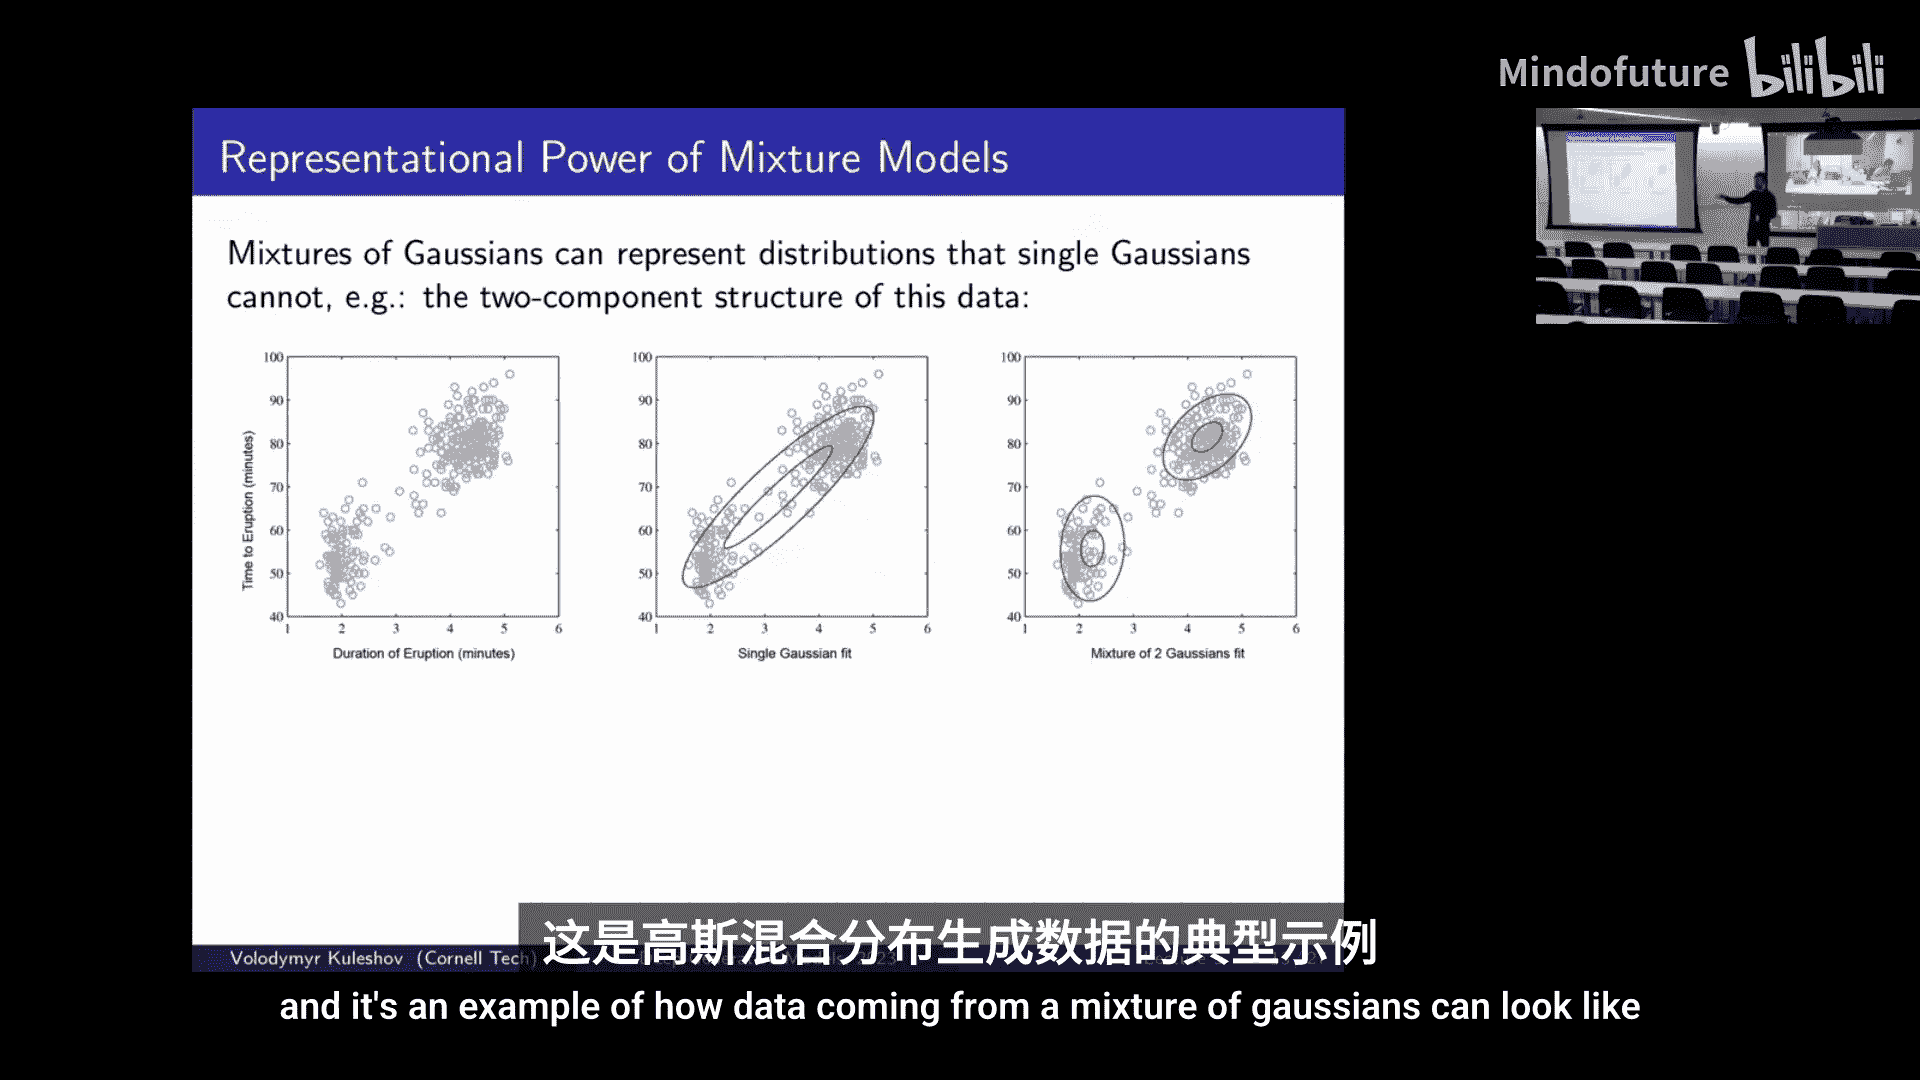 Mindofuture bilibili
Representational Power of Mixture Models
Mixtures of Gaussians can represent distributions that single Gaussians
cannot, e.g.: the two-component structure of this data:
100
90
80
70
60
50
40
1 2 3 4 5 6
Time to Eruption (minutes)
Duration of Eruption (minutes)
100
90
80
70
60
50
40
1 2 3 4 5 6
Single Gaussian fit
100
90
80
70
60
50
40
1 2 3 4 5 6
Mixture of 2 Gaussians fit
Volodymyr Kuleshov (Cornell Tech)
这是高斯混合分布生成数据的典型示例
and it's an example of how data coming from a mixture of gaussians can look like